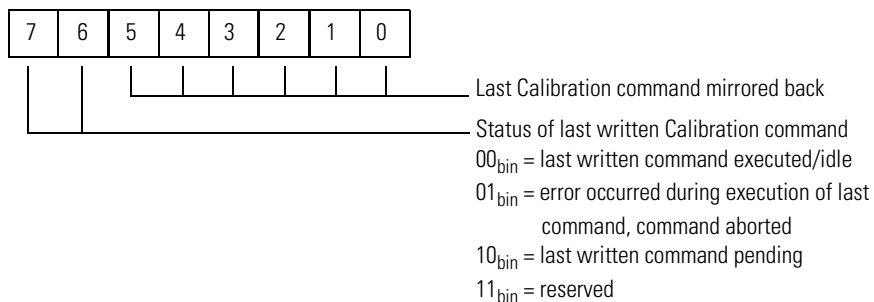 7 6 5 4 3 2 1 0
Last Calibration command mirrored back
Status of last written Calibration command
00bin = last written command executed/idle
01bin = error occurred during execution of last
command, command aborted
10bin = last written command pending
11bin = reserved